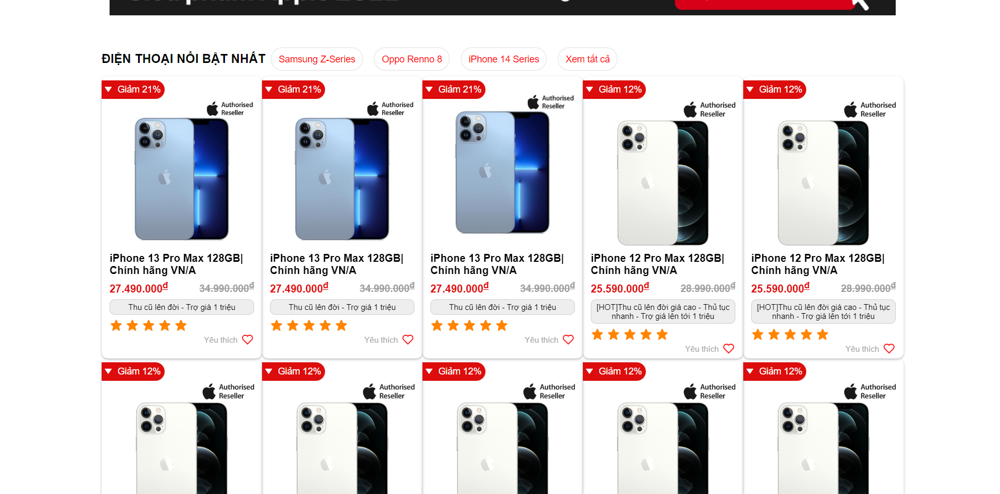 ĐIỆN THOẠI NỔI BẬT NHẤT
Samsung Z-Series
Oppo Renno 8
iPhone 14 Series
Xem tất cả
Giảm 21%
Authorised
Reseller
iPhone 13 Pro Max 128GB|
Chính hãng VN/A
27.490.000đ 34.990.000đ
Thu cũ lên đời - Trợ giá 1 triệu
Yêu thích
Giảm 21%
Authorised
Reseller
iPhone 13 Pro Max 128GB|
Chính hãng VN/A
27.490.000đ 34.990.000đ
Thu cũ lên đời - Trợ giá 1 triệu
Yêu thích
Giảm 21%
Authorised
Reseller
iPhone 13 Pro Max 128GB|
Chính hãng VN/A
27.490.000đ 34.990.000đ
Thu cũ lên đời - Trợ giá 1 triệu
Yêu thích
Giảm 12%
Authorised
Reseller
iPhone 12 Pro Max 128GB|
Chính hãng VN/A
25.590.000đ 28.990.000đ
[HOT]Thu cũ lên đời giá cao - Thủ tục
nhanh - Trợ giá lên tới 1 triệu
Yêu thích
Giảm 12%
Authorised
Reseller
iPhone 12 Pro Max 128GB|
Chính hãng VN/A
25.590.000đ 28.990.000đ
[HOT]Thu cũ lên đời giá cao - Thủ tục
nhanh - Trợ giá lên tới 1 triệu
Yêu thích
Giảm 12%
Authorised
Reseller
Giảm 12%
Authorised
Reseller
Giảm 12%
Authorised
Reseller
Giảm 12%
Authorised
Reseller
Giảm 12%
Authorised
Reseller